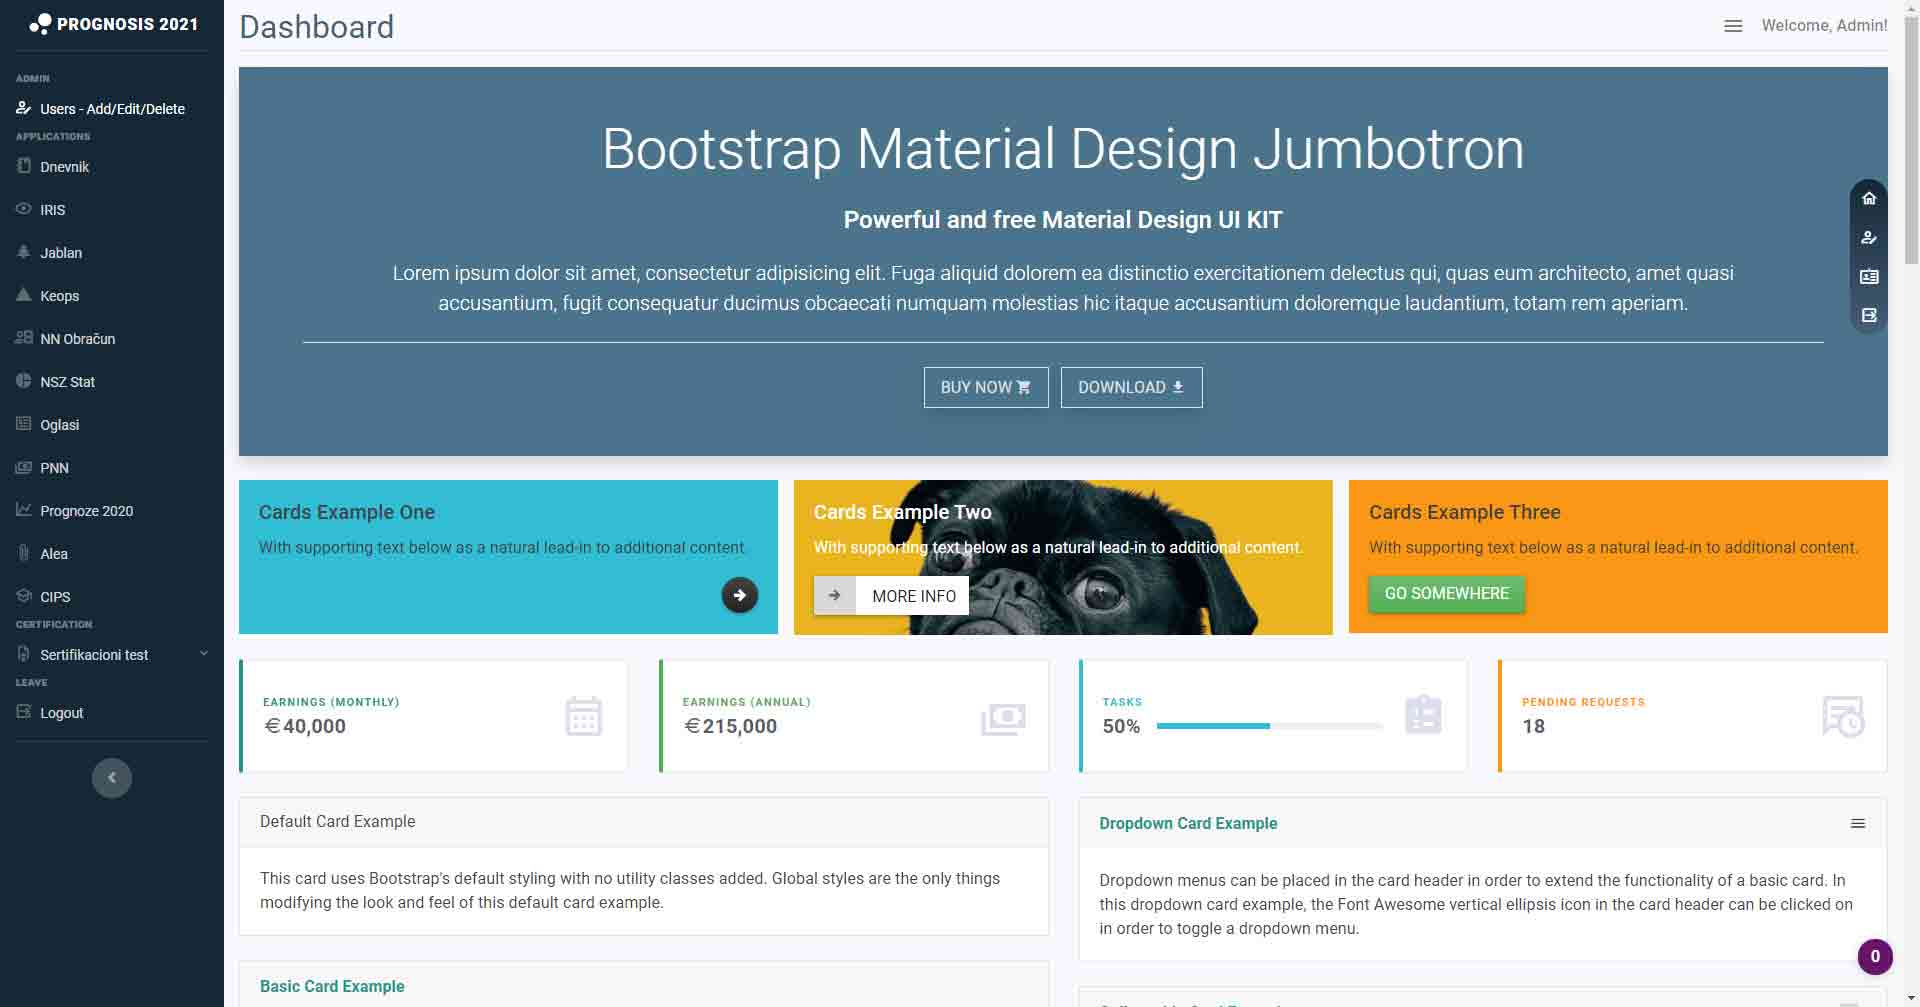 PROGNOSIS 2021
ADMIN
Users - Add/Edit/Delete
APPLICATIONS
Dnevnik
IRIS
Jablan
Keops
NN Obračun
NSZ Stat
Oglasi
PNN
Prognoze 2020
Alea
CIPS
CERTIFICATION
Sertifikacioni test
LEAVE
Logout
Dashboard
Welcome, Admin!
Bootstrap Material Design Jumbotron
Powerful and free Material Design UI KIT
Lorem ipsum dolor sit amet, consectetur adipisicing elit. Fuga aliquid dolorem ea distinctio exercitationem delectus qui, quas eum architecto, amet quasi
accusantium, fugit consequatur ducimus obcaecati numquam molestias hic itaque accusantium doloremque laudantium, totam rem aperiam.
BUY NOW
DOWNLOAD
Cards Example One
With supporting text below as a natural lead-in to additional content.
Cards Example Two
With supporting text below as a natural lead-in to additional content.
MORE INFO
Cards Example Three
With supporting text below as a natural lead-in to additional content.
GO SOMEWHERE
EARNINGS (MONTHLY)
€40,000
EARNINGS (ANNUAL)
€215,000
TASKS
50%
PENDING REQUESTS
18
Default Card Example
This card uses Bootstrap's default styling with no utility classes added. Global styles are the only things
modifying the look and feel of this default card example.
Dropdown Card Example
Dropdown menus can be placed in the card header in order to extend the functionality of a basic card. In
this dropdown card example, the Font Awesome vertical ellipsis icon in the card header can be clicked on
in order to toggle a dropdown menu.
0
Basic Card Example